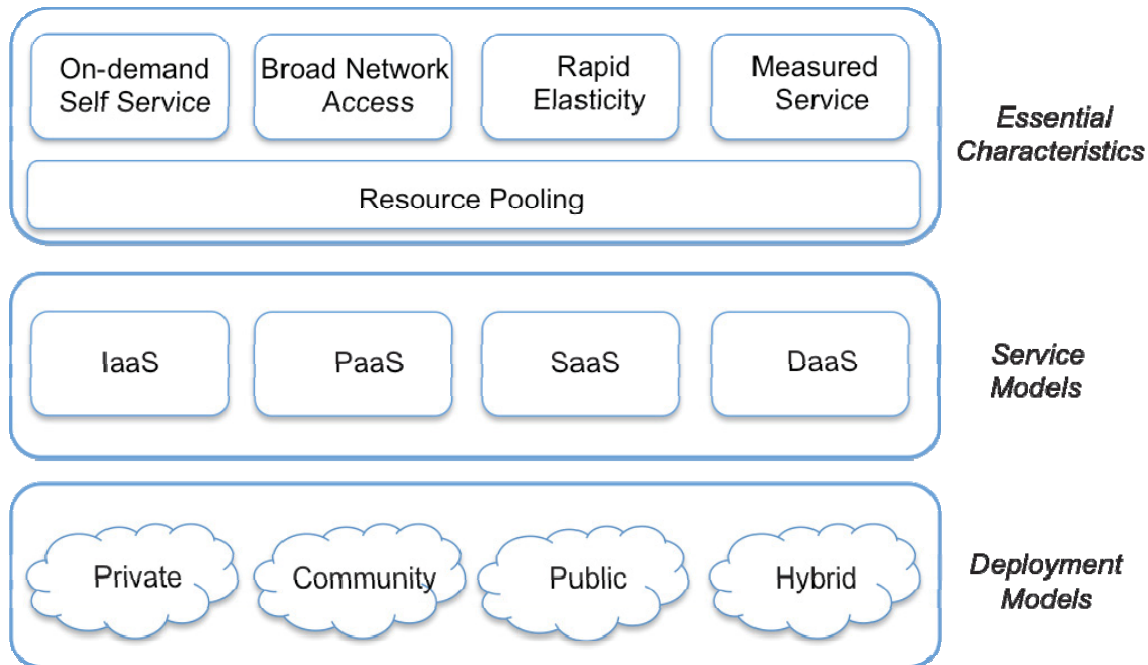 On-demand
Self Service
Broad Network
Access
Rapid
Elasticity
Measured
Service
Essential
Characteristics
Resource Pooling
IaaS
PaaS
SaaS
DaaS
Service
Models
Private
Community
Public
Hybrid
Deployment
Models